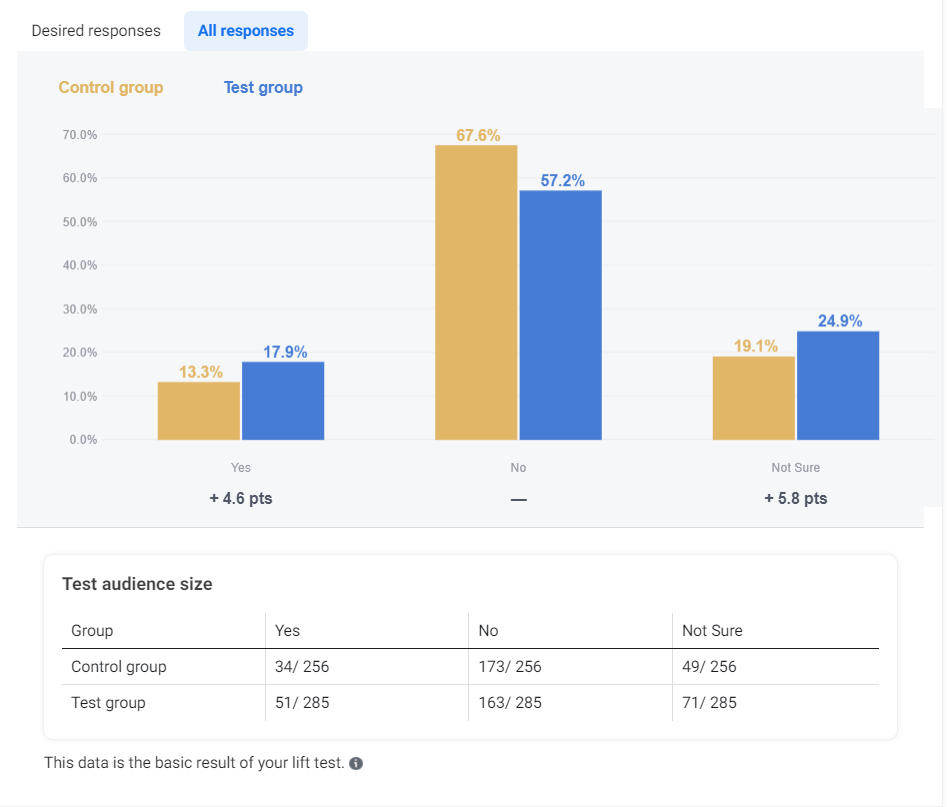 Desired responses All responses
Control group Test group
70.0%
60.0%
50.0%
40.0%
30.0%
20.0%
10.0%
0.0%
13.3% 17.9%
67.6% 57.2%
19.1% 24.9%
Yes No Not Sure
+ 4.6 pts — + 5.8 pts
Test audience size
Group Yes No Not Sure
Control group 34/ 256 173/ 256 49/ 256
Test group 51/ 285 163/ 285 71/ 285
This data is the basic result of your lift test.